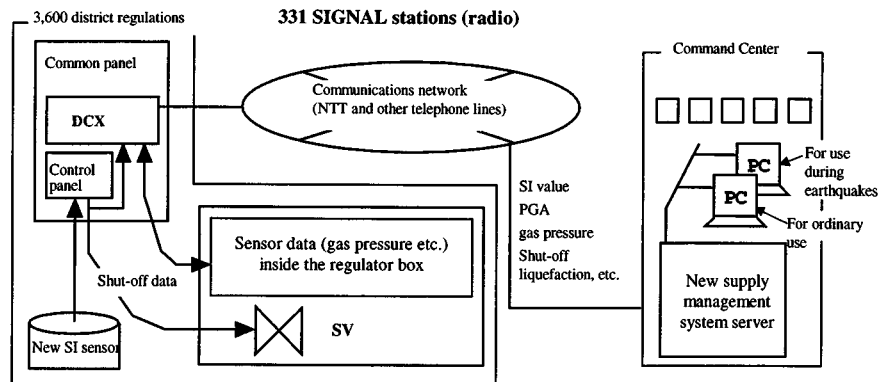 3,600 district regulations
331 SIGNAL stations (radio)
Common panel
DCX
Control
panel
Shut-off data
New SI sensor
Communications network
(NTT and other telephone lines)
Sensor data (gas pressure etc.)
inside the regulator box
SV
SI value
PGA
gas pressure
Shut-off
liquefaction, etc.
Command Center
PC
PC
For use
during
earthquakes
For ordinary
use
New supply
management
system server